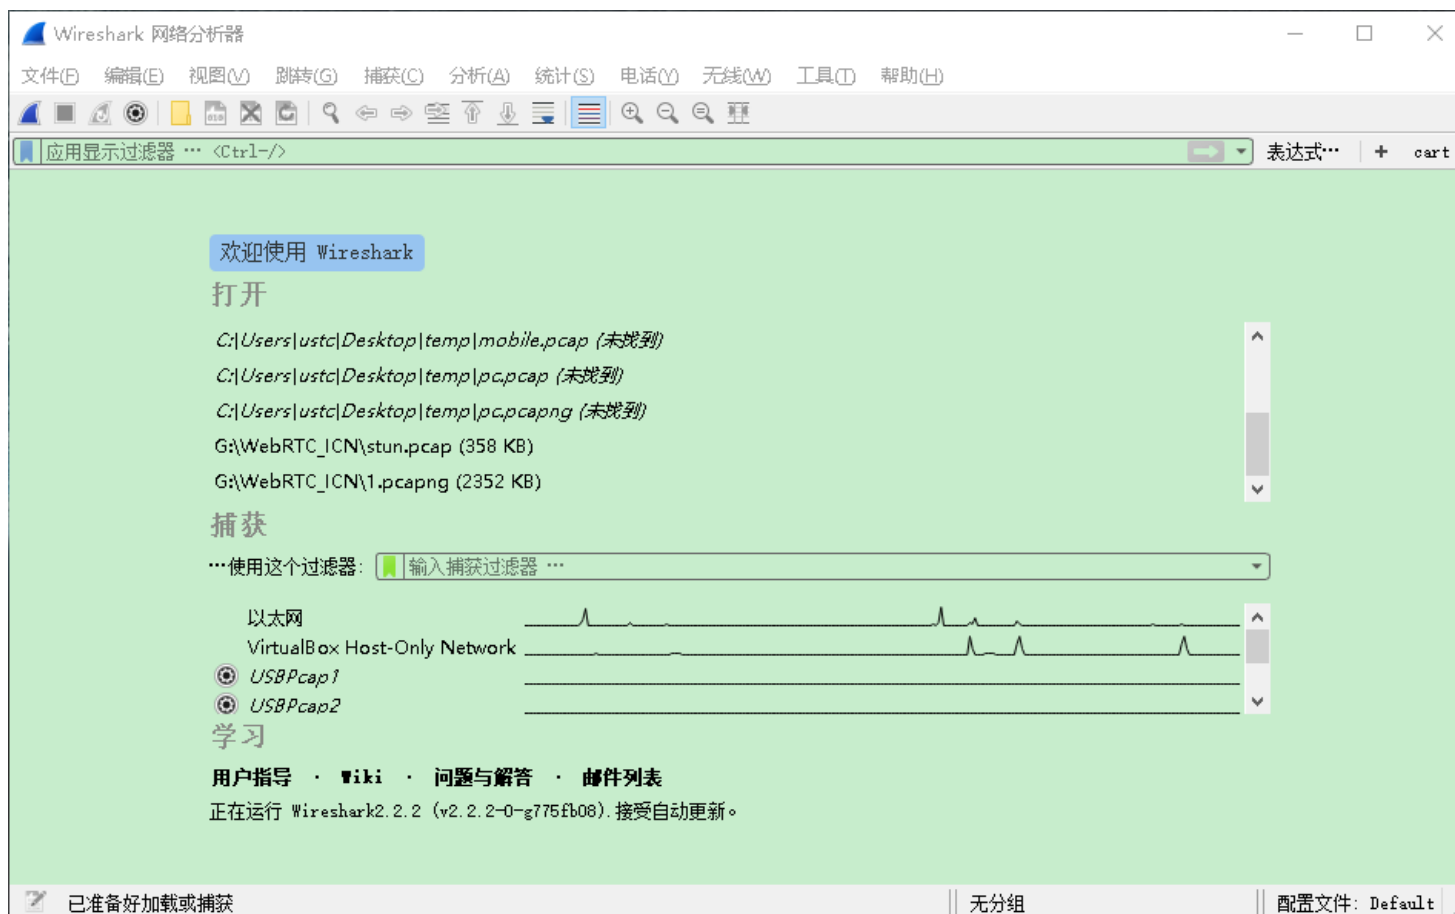 Wireshark 网络分析器
文件(F) 编辑(E) 视图(V) 跳转(G) 捕获(C) 分析(A) 统计(S) 电话(Y) 无线(W) 工具(T) 帮助(H)
应用显示过滤器 … <Ctrl-/> 表达式… + cart
欢迎使用 Wireshark
打开
C:\Users\ustc\Desktop\temp\mobile.pcap (未找到)
C:\Users\ustc\Desktop\temp\pc.pcap (未找到)
C:\Users\ustc\Desktop\temp\pc.pcapng (未找到)
G:\WebRTC_ICN\stun.pcap (358 KB)
G:\WebRTC_ICN\1.pcapng (2352 KB)
捕获
…使用这个过滤器: 输入捕获过滤器 …
以太网
VirtualBox Host-Only Network
USBPcap1
USBPcap2
学习
用户指导 · Wiki · 问题与解答 · 邮件列表
正在运行 Wireshark2.2.2 (v2.2.2-0-g775fb08).接受自动更新。
已准备好加载或捕获 无分组 配置文件: Default